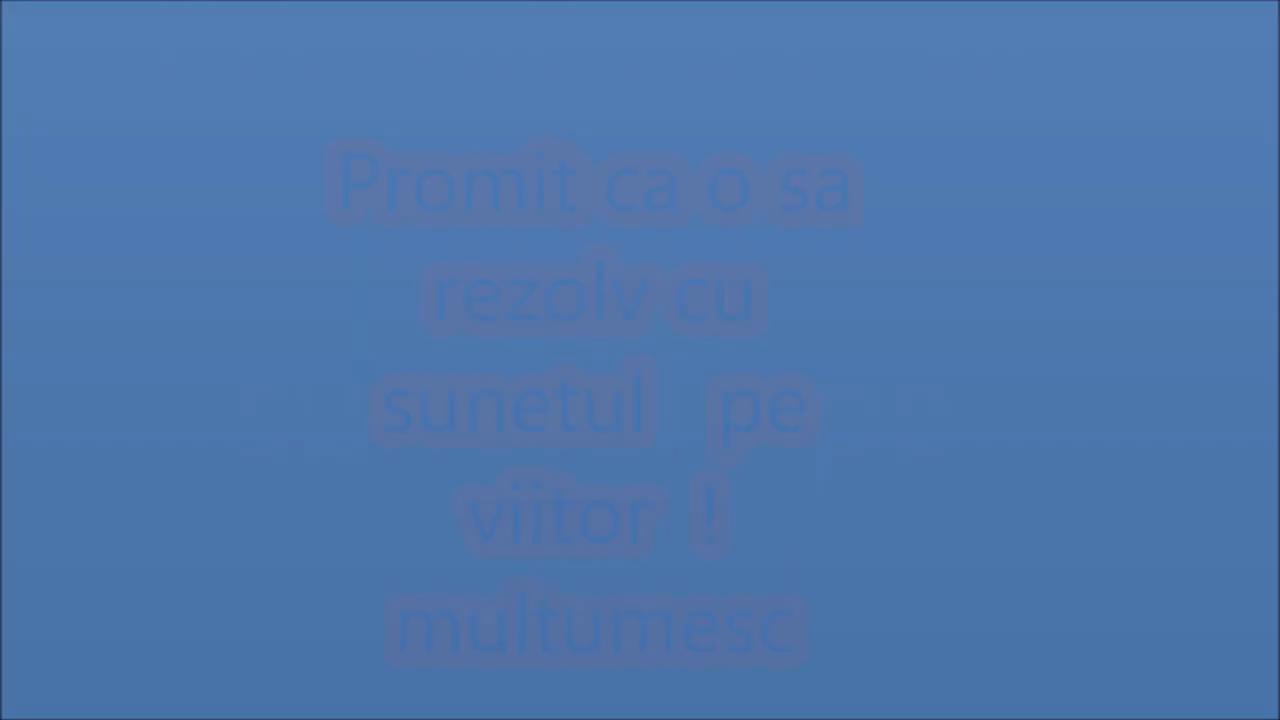 Promit ca o sa
rezolv cu
sunetul pe
viitor !
multumesc